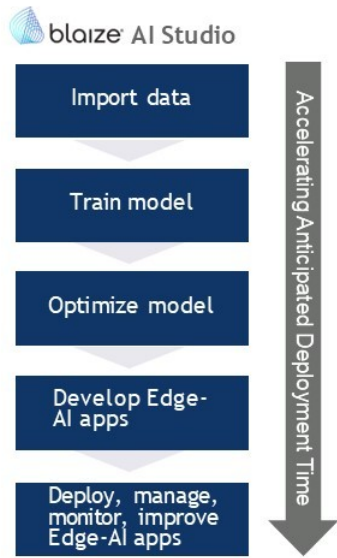 blaize AI Studio
Import data
Train model
Optimize model
Develop Edge-
AI apps
Deploy, manage,
monitor, improve
Edge-AI apps
Accelerating Anticipated Deployment Time